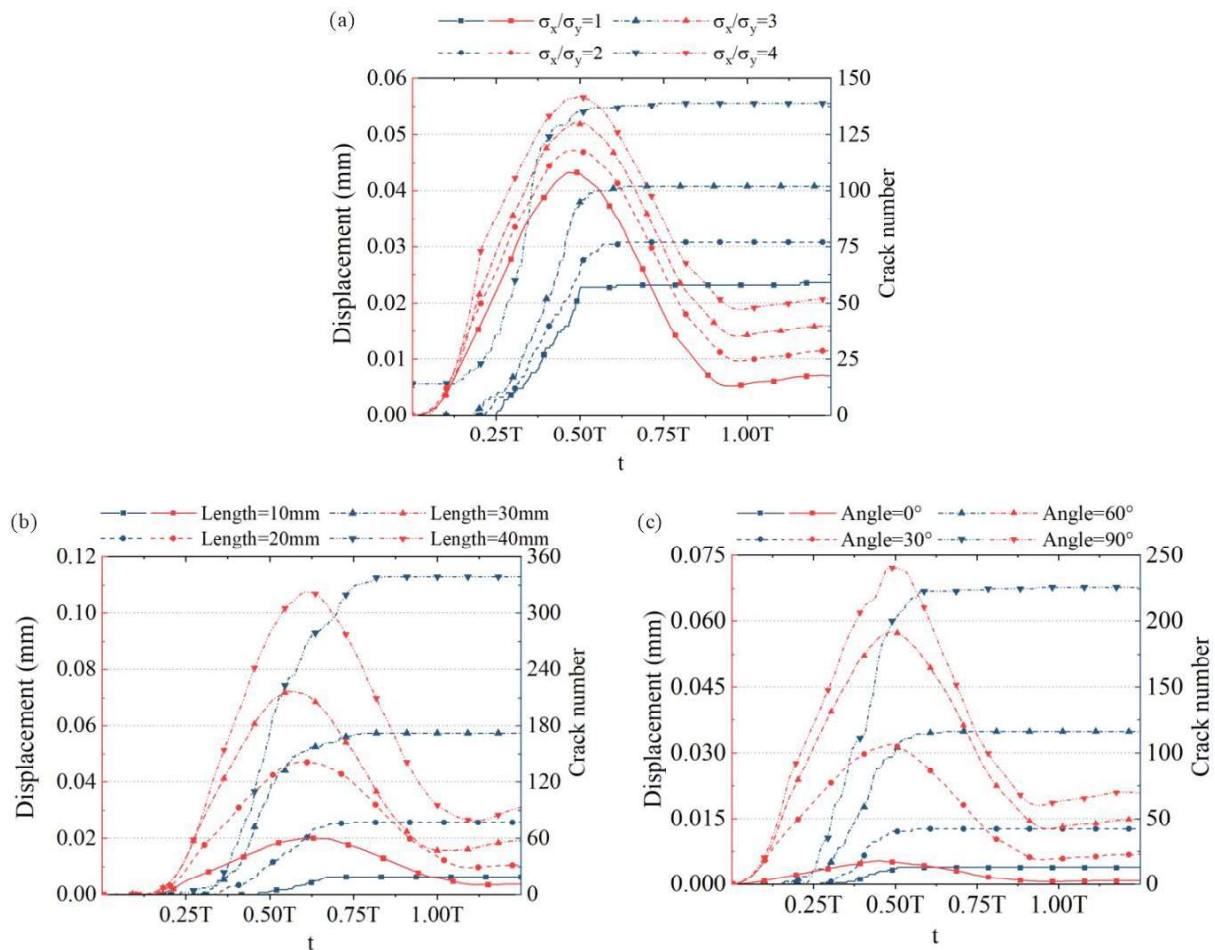 (a)
σx/σy=1 σx/σy=3
σx/σy=2 σx/σy=4
0.06 150
0.05 125
0.04 100
0.03 75
0.02 50
0.01 25
0.00 0
Displacement (mm)
Crack number
0.25T 0.50T 0.75T 1.00T
t
(b)
Length=10mm Length=30mm
Length=20mm Length=40mm
0.12 360
0.10 300
0.08 240
0.06 180
0.04 120
0.02 60
0.00 0
Displacement (mm)
Crack number
0.25T 0.50T 0.75T 1.00T
t
(c)
Angle=0° Angle=60°
Angle=30° Angle=90°
0.075 250
0.060 200
0.045 150
0.030 100
0.015 50
0.000 0
Displacement (mm)
Crack number
0.25T 0.50T 0.75T 1.00T
t